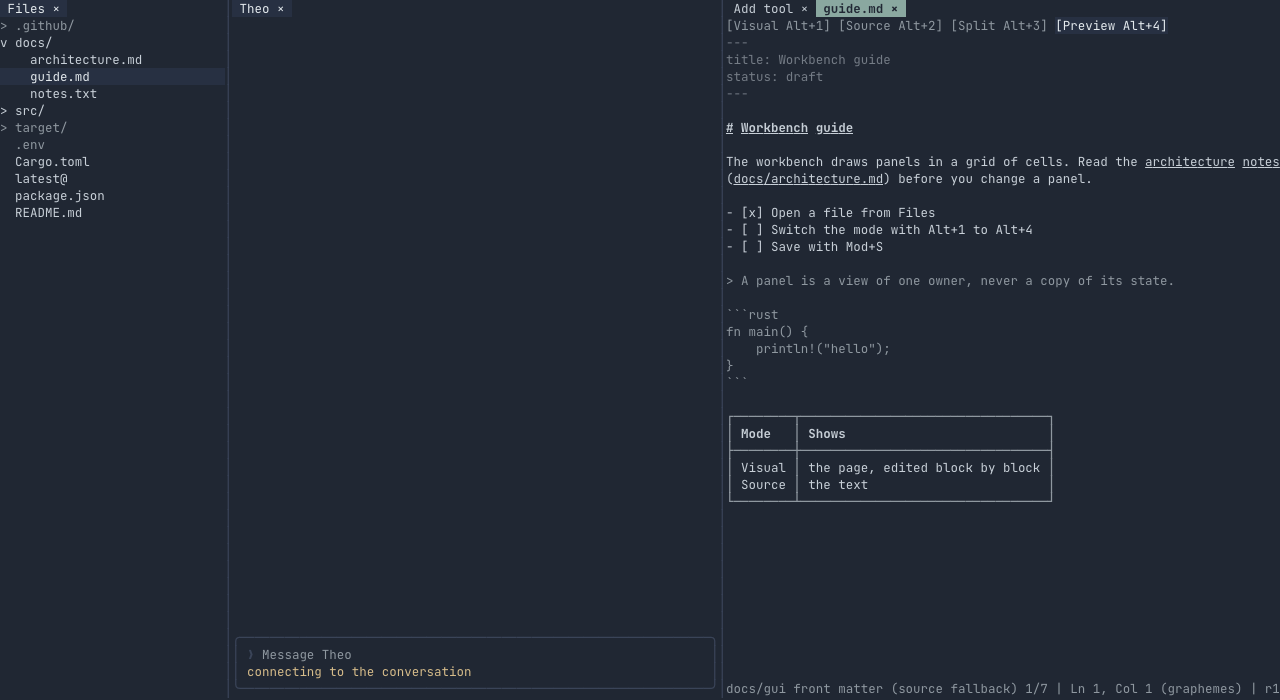 Files ×
> .github/
v docs/
architecture.md
guide.md
notes.txt
> src/
> target/
.env
Cargo.toml
latest@
package.json
README.md
Theo ×
⟩ Message Theo
connecting to the conversation
Add tool × guide.md ×
[Visual Alt+1] [Source Alt+2] [Split Alt+3] [Preview Alt+4]
---
title: Workbench guide
status: draft
---
# Workbench guide
The workbench draws panels in a grid of cells. Read the architecture notes
(docs/architecture.md) before you change a panel.
- [x] Open a file from Files
- [ ] Switch the mode with Alt+1 to Alt+4
- [ ] Save with Mod+S
> A panel is a view of one owner, never a copy of its state.
```rust
fn main() {
    println!("hello");
}
```
Mode Shows
Visual the page, edited block by block
Source the text
docs/gui front matter (source fallback) 1/7 | Ln 1, Col 1 (graphemes) | r1